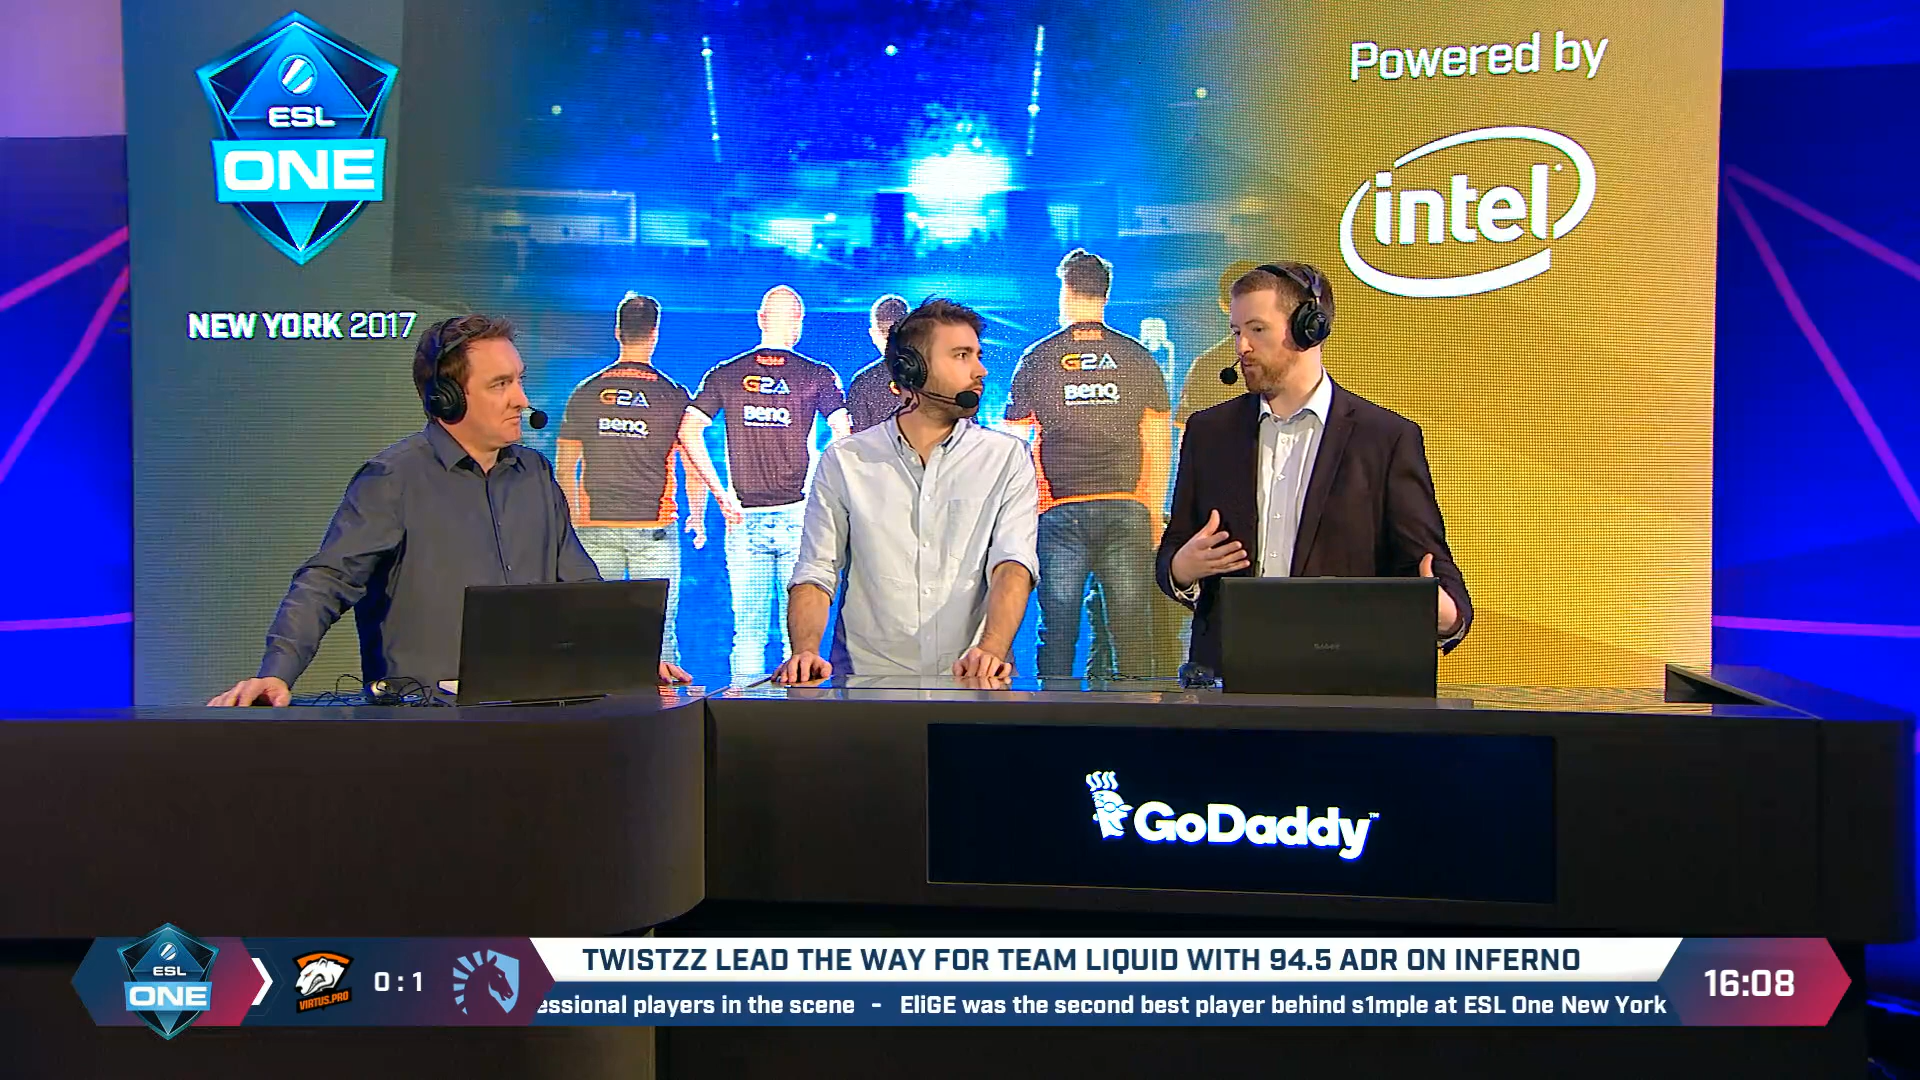 ESL
ONE
NEW YORK 2017
Powered by
intel
G2A
BenQ
G2A
BenQ
G2A
BenQ
GoDaddy™
ESL
ONE
VIRTUS.PRO
0 : 1
TWISTZZ LEAD THE WAY FOR TEAM LIQUID WITH 94.5 ADR ON INFERNO
essional players in the scene - EliGE was the second best player behind s1mple at ESL One New York
16:08